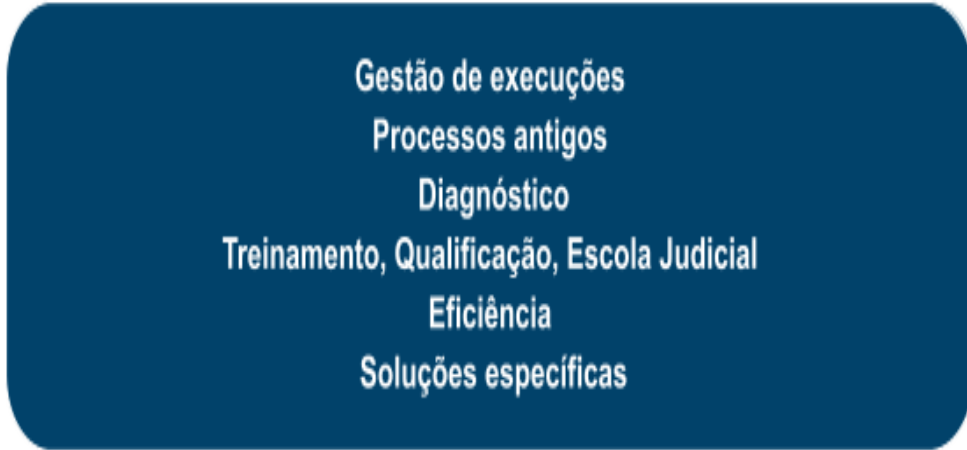 Gestão de execuções
Processos antigos
Diagnóstico
Treinamento, Qualificação, Escola Judicial
Eficiência
Soluções específicas